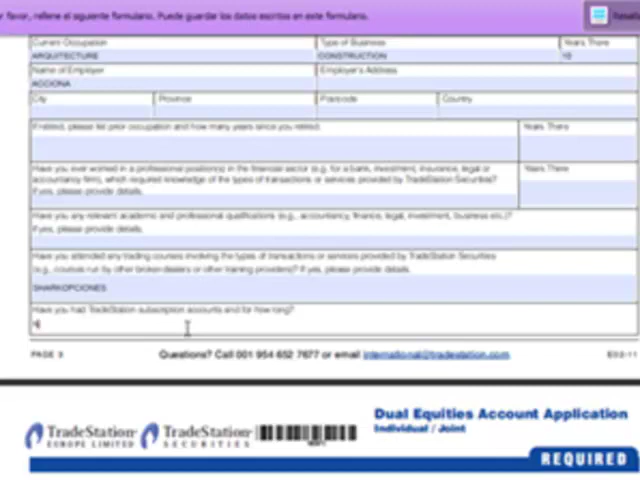 r favor, rellene el siguiente formulario. Puede guardar los datos escritos en este formulario.
Current Occupation Type of Business Years There
ARQUITECTURE CONSTRUCTION 10
Name of Employer Employer's Address
ACCIONA
City Province Postcode Country
If retired, please list prior occupation and how many years since you retired. Years There
Have you ever worked in a professional position(s) in the financial sector (e.g. for a bank, investment, insurance, legal or Years There
accountancy firm), which required knowledge of the types of transactions or services provided by TradeStation Securities?
If yes, please provide details.
Have you any relevant academic and professional qualifications (e.g., accountancy, finance, legal, investment, business etc.)?
If yes, please provide details.
Have you attended any trading courses involving the types of transactions or services provided by TradeStation Securities
(e.g., courses run by other broker-dealers or other training providers)? If yes, please provide details.
SHARKOPCIONES
Have you had TradeStation subscription accounts and for how long?
PAGE 3 Questions? Call 001 954 652 7677 or email international@tradestation.com E02-11
TradeStation TradeStation Dual Equities Account Application
EUROPE LIMITED SECURITIES Individual / Joint
REQUIRED